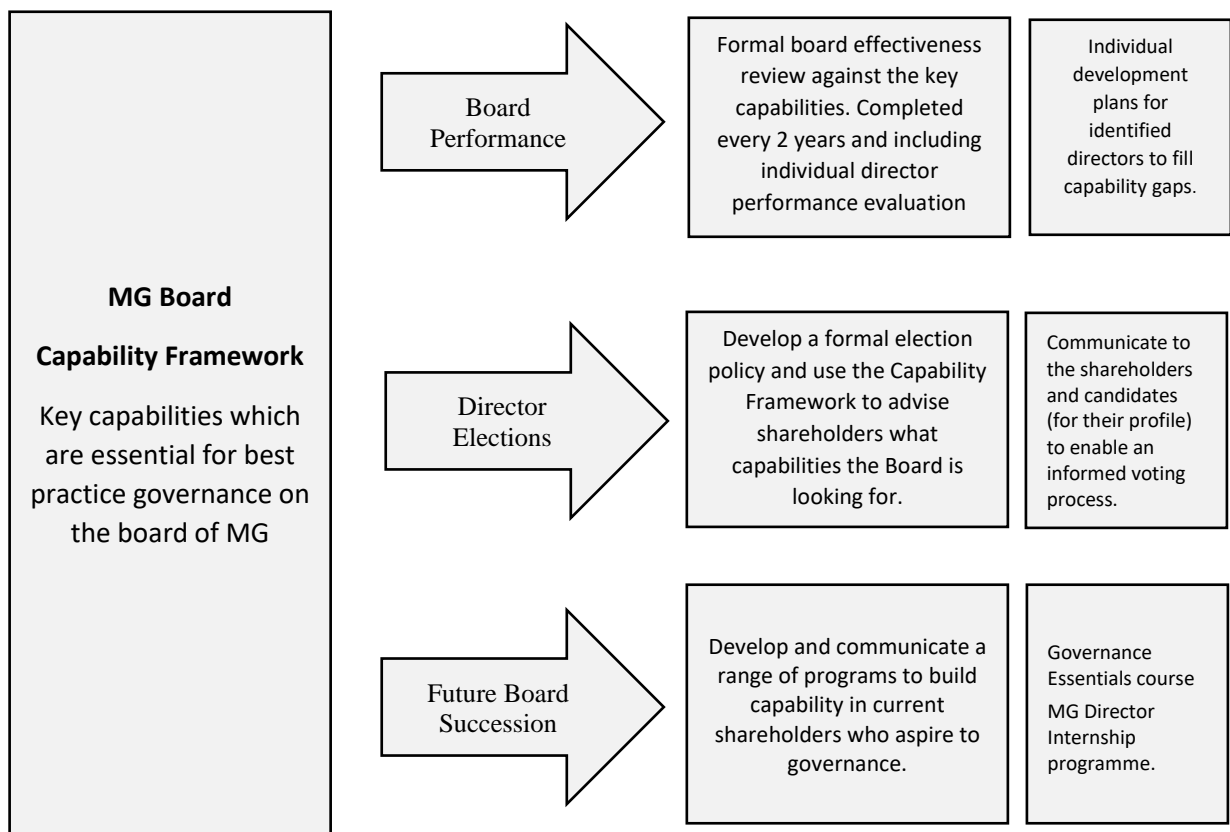 MG Board
Capability Framework
Key capabilities which
are essential for best
practice governance on
the board of MG
Board
Performance
Formal board effectiveness
review against the key
capabilities. Completed
every 2 years and including
individual director
performance evaluation
Individual
development
plans for
identified
directors to fill
capability gaps.
Director
Elections
Develop a formal election
policy and use the Capability
Framework to advise
shareholders what
capabilities the Board is
looking for.
Communicate to
the shareholders
and candidates
(for their profile)
to enable an
informed voting
process.
Future Board
Succession
Develop and communicate a
range of programs to build
capability in current
shareholders who aspire to
governance.
Governance
Essentials course
MG Director
Internship
programme.